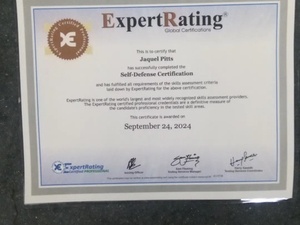 ExpertRating®
Global Certifications
This is to certify that
Jaquel Pitts
has successfully completed the
Self-Defense Certification
and has fulfilled all requirements of the skills assessment criteria
laid down by ExpertRating for the above certification.
ExpertRating is one of the world's largest and most widely recognized skills assessment providers.
The ExpertRating certified professional credentials are a definitive measure of
the candidate's proficiency in the tested skill areas.
This certificate is awarded on
September 24, 2024
ExpertRating